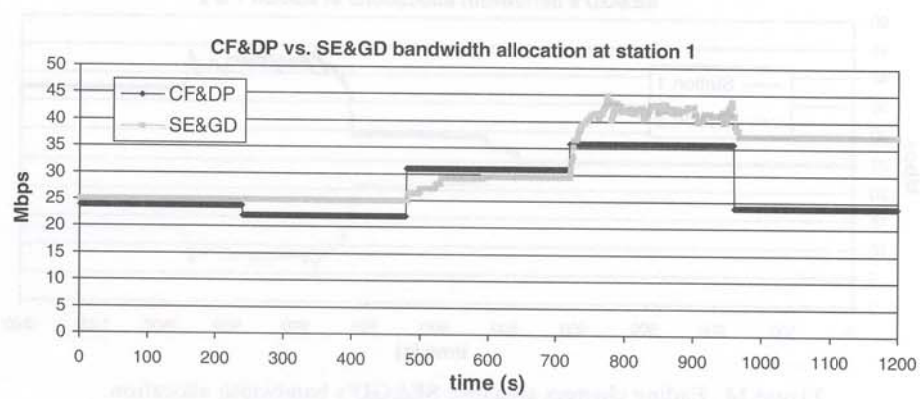 CF&DP vs. SE&GD bandwidth allocation at station 1
50
45
40
35
30
25
20
15
10
5
0
CF&DP
SE&GD
Mbps
0 100 200 300 400 500 600 700 800 900 1000 1100 1200
time (s)